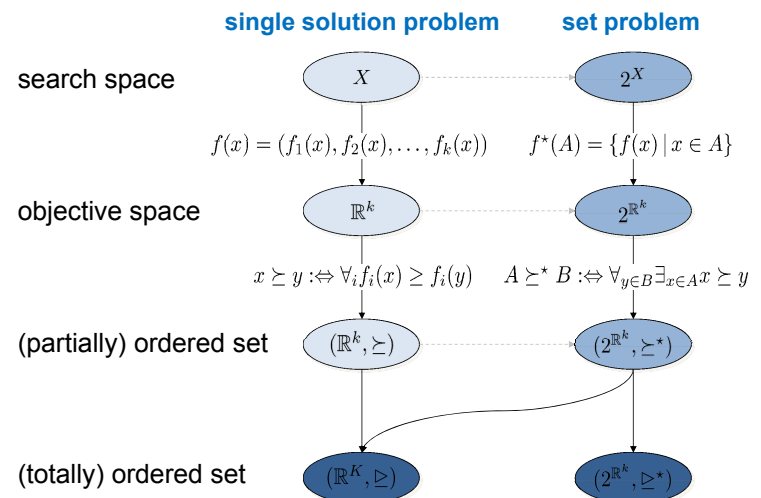 single solution problem set problem
search space X 2^X
f(x) = (f_1(x), f_2(x), . . . , f_k(x)) f^⋆(A) = {f(x) | x ∈ A}
objective space ℝ^k 2^{ℝ^k}
x ⪰ y :⇔ ∀_i f_i(x) ≥ f_i(y) A ⪰^⋆ B :⇔ ∀_{y∈B} ∃_{x∈A} x ⪰ y
(partially) ordered set (ℝ^k, ⪰) (2^{ℝ^k}, ⪰^⋆)
(totally) ordered set (ℝ^K, ⊵) (2^{ℝ^k}, ⊵^⋆)